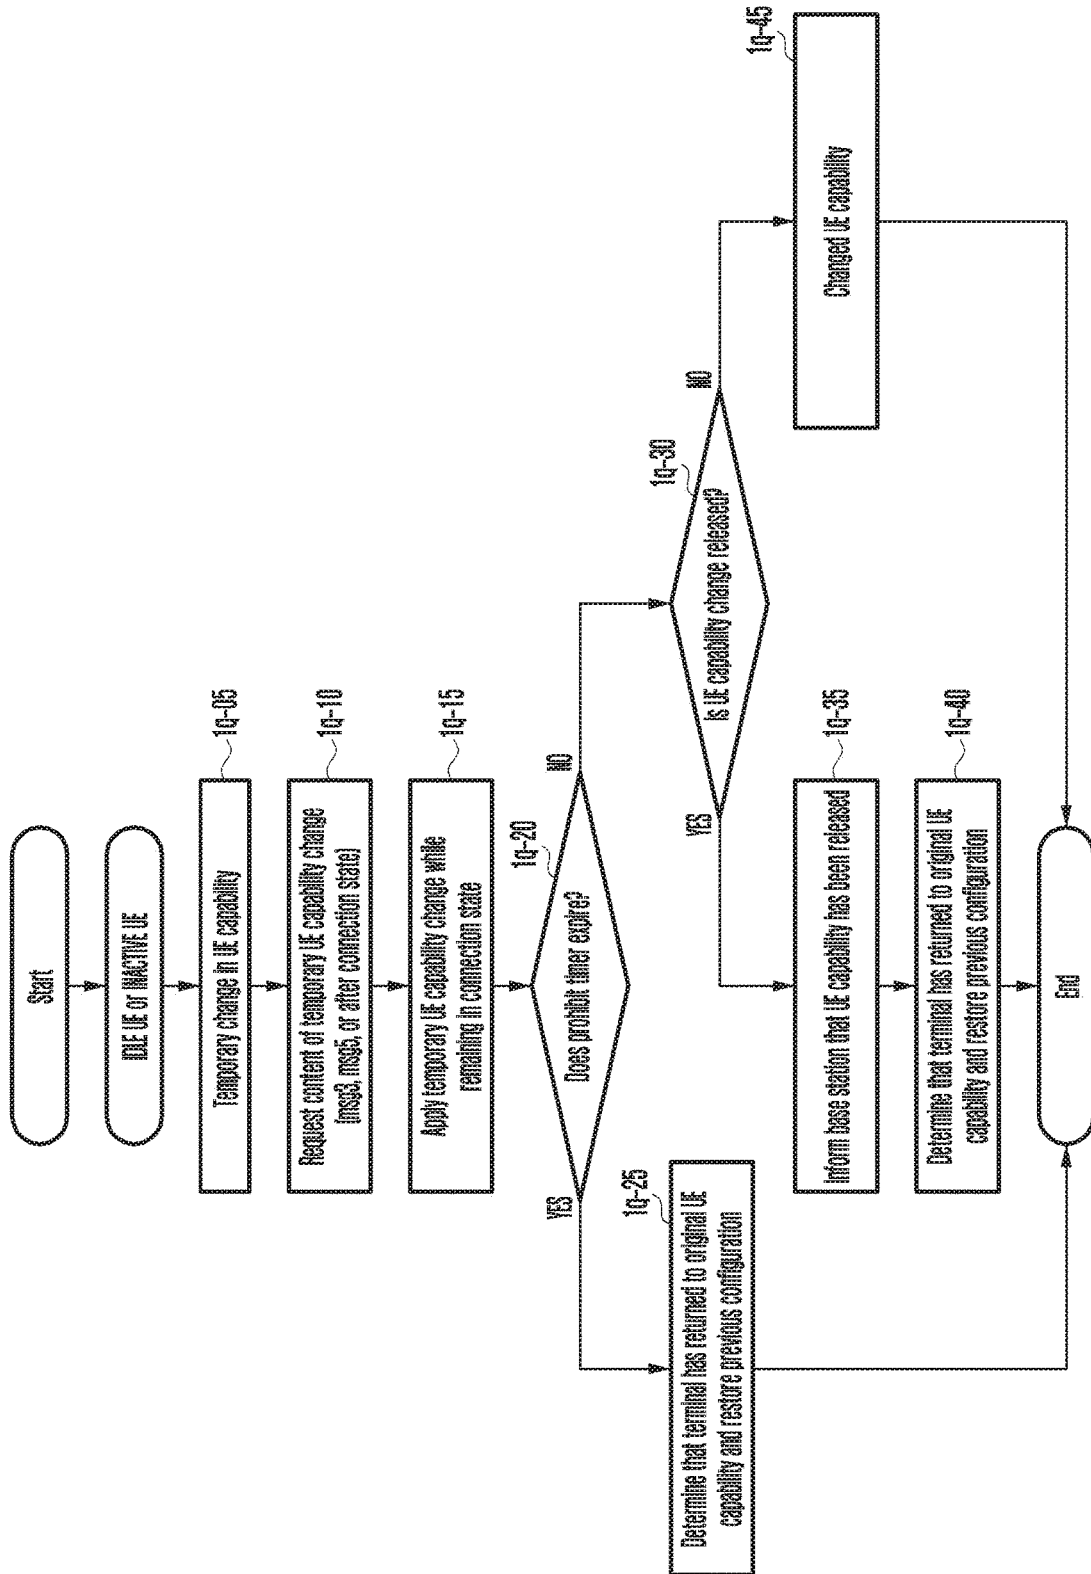 Start
IDLE UE or INACTIVE UE
Temporary change in UE capability
1q-05
Request content of temporary UE capability change
(msg3, msg5, or after connection state)
1q-10
Apply temporary UE capability change while
remaining in connection state
1q-15
Does prohibit timer expire?
1q-20
YES
NO
Determine that terminal has returned to original UE
capability and restore previous configuration
1q-25
Is UE capability change released?
1q-30
YES
NO
Inform base station that UE capability has been released
1q-35
Determine that terminal has returned to original UE
capability and restore previous configuration
1q-40
Changed UE capability
1q-45
End